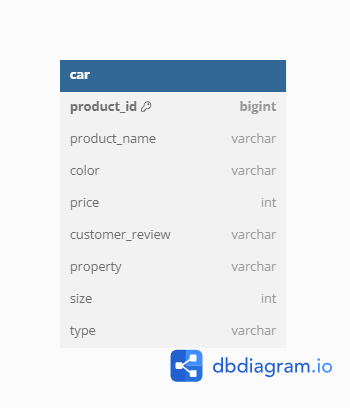 car
product_id bigint
product_name varchar
color varchar
price int
customer_review varchar
property varchar
size int
type varchar
dbdiagram.io